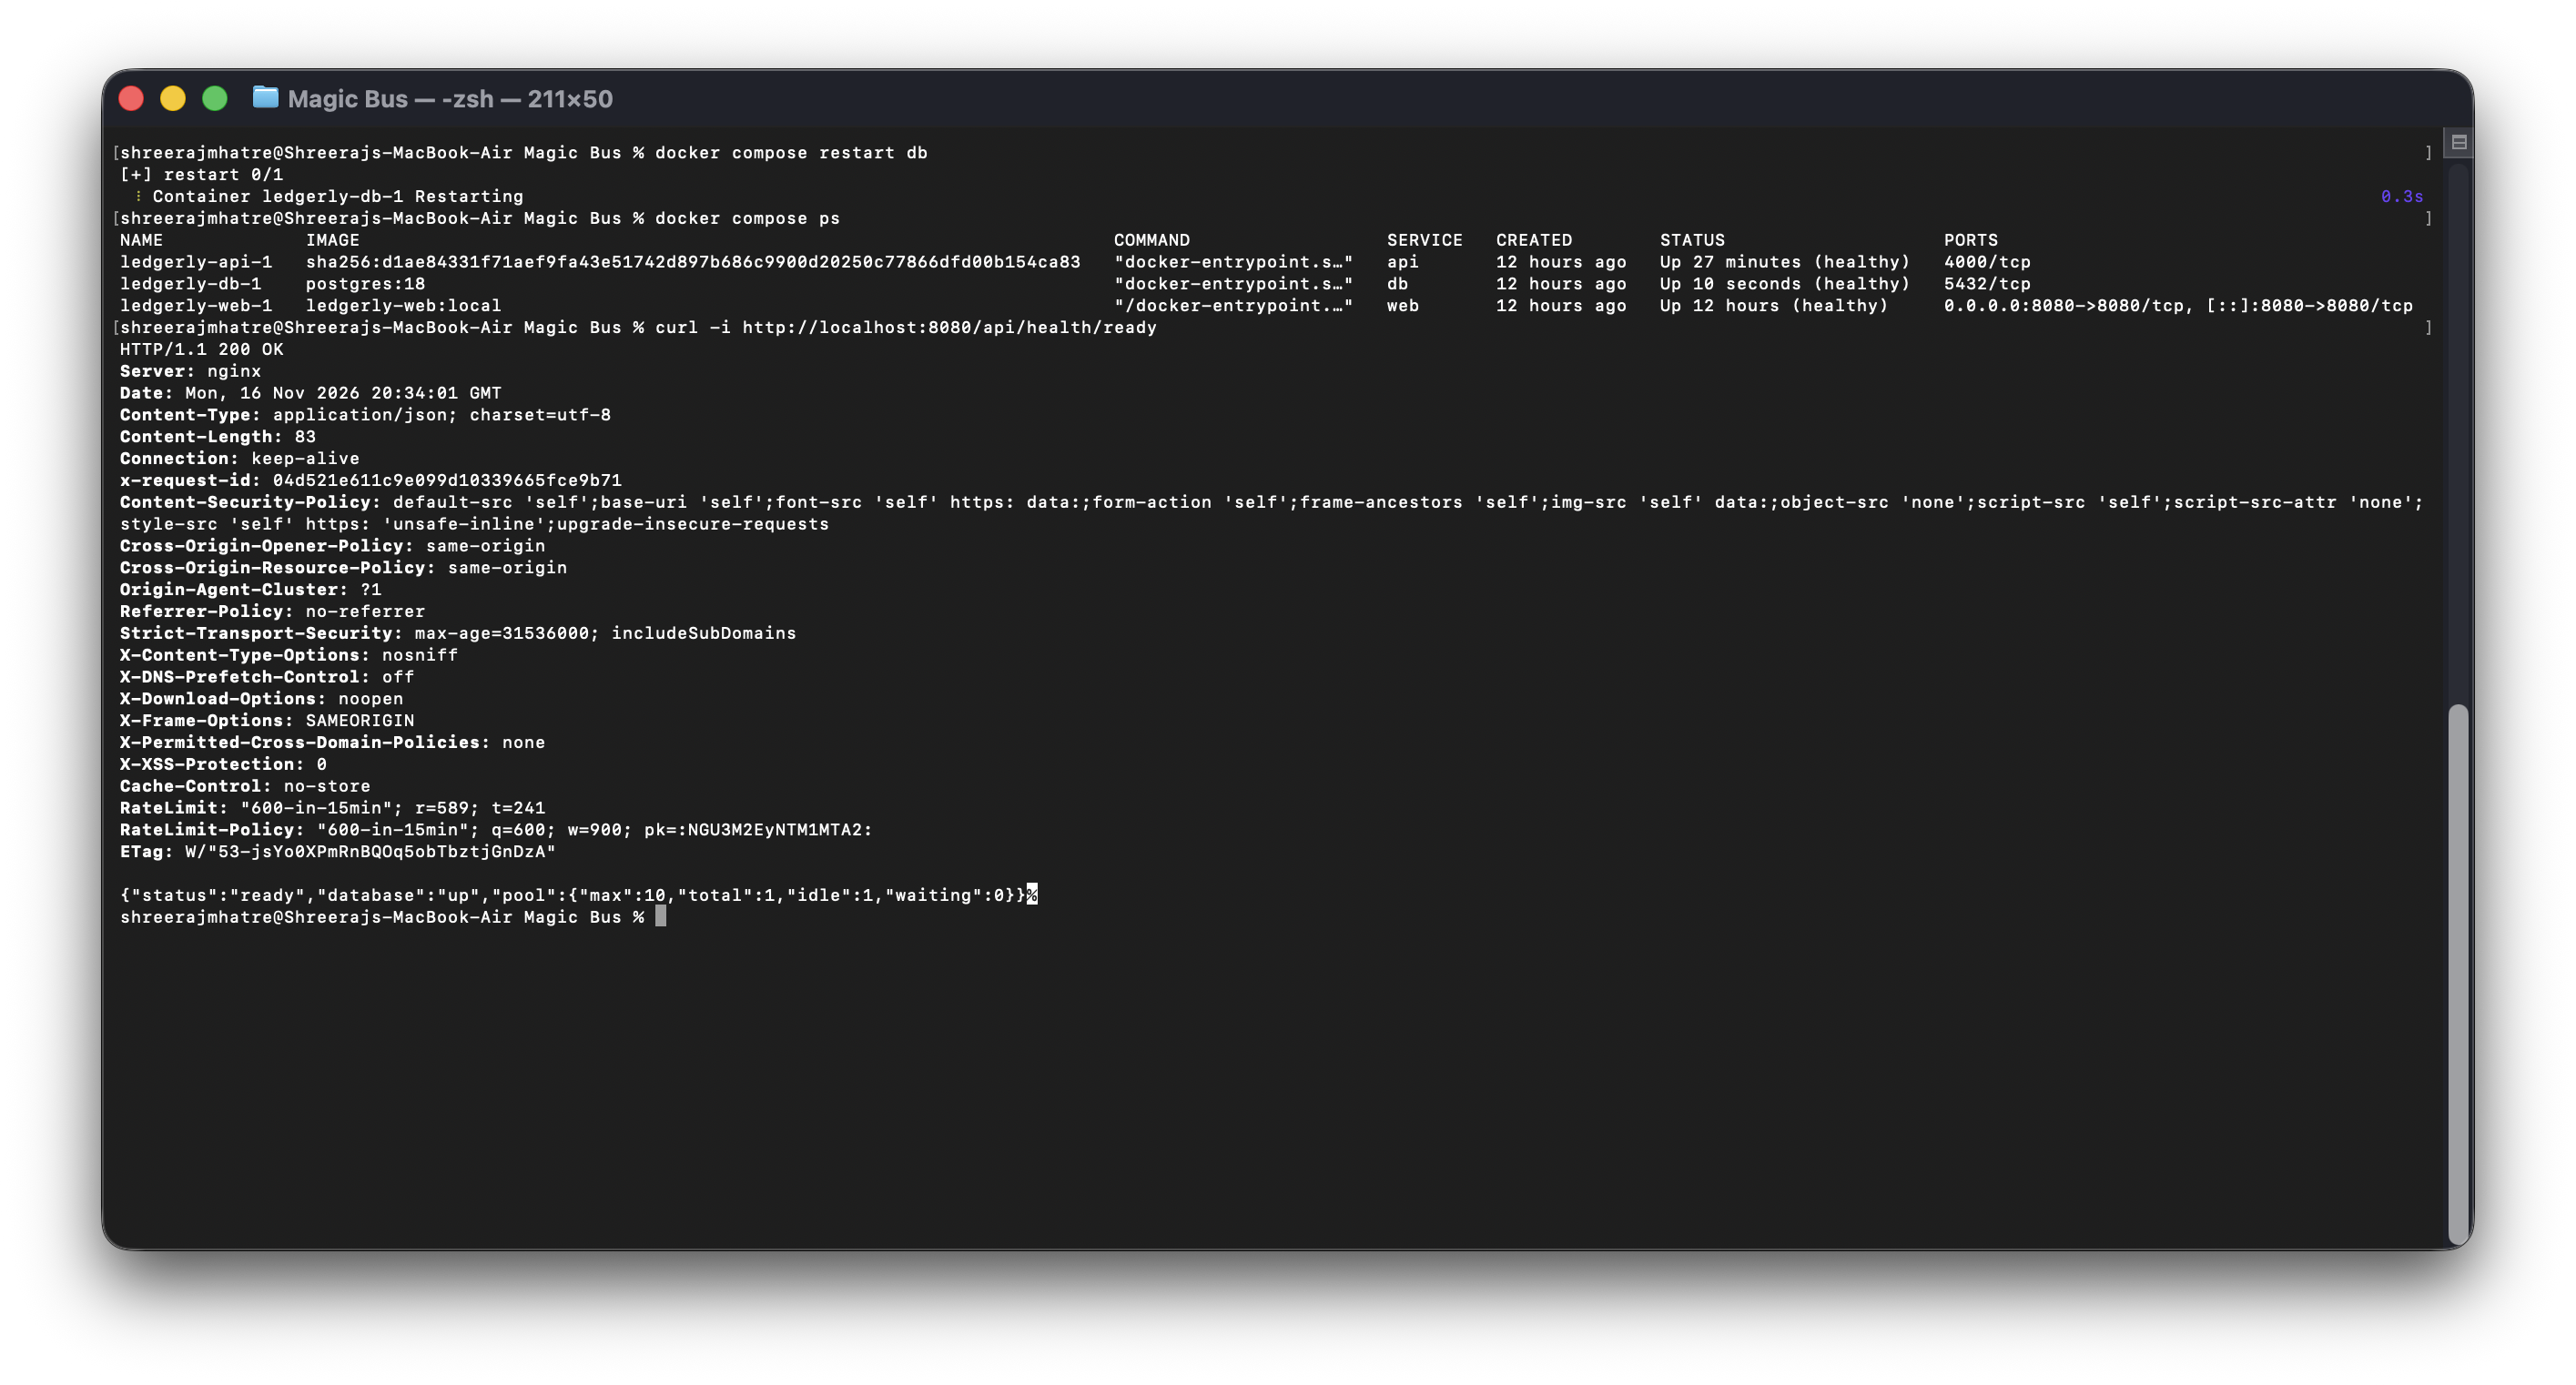 Magic Bus — -zsh — 211×50
[shreerajmhatre@Shreerajs-MacBook-Air Magic Bus % docker compose restart db ]
[+] restart 0/1
⠸ Container ledgerly-db-1 Restarting 0.3s
[shreerajmhatre@Shreerajs-MacBook-Air Magic Bus % docker compose ps ]
NAME IMAGE COMMAND SERVICE CREATED STATUS PORTS
ledgerly-api-1 sha256:d1ae84331f71aef9fa43e51742d897b686c9900d20250c77866dfd00b154ca83 "docker-entrypoint.s…" api 12 hours ago Up 27 minutes (healthy) 4000/tcp
ledgerly-db-1 postgres:18 "docker-entrypoint.s…" db 12 hours ago Up 10 seconds (healthy) 5432/tcp
ledgerly-web-1 ledgerly-web:local "/docker-entrypoint.…" web 12 hours ago Up 12 hours (healthy) 0.0.0.0:8080->8080/tcp, [::]:8080->8080/tcp
[shreerajmhatre@Shreerajs-MacBook-Air Magic Bus % curl -i http://localhost:8080/api/health/ready ]
HTTP/1.1 200 OK
Server: nginx
Date: Mon, 16 Nov 2026 20:34:01 GMT
Content-Type: application/json; charset=utf-8
Content-Length: 83
Connection: keep-alive
x-request-id: 04d521e611c9e099d10339665fce9b71
Content-Security-Policy: default-src 'self';base-uri 'self';font-src 'self' https: data:;form-action 'self';frame-ancestors 'self';img-src 'self' data:;object-src 'none';script-src 'self';script-src-attr 'none';
style-src 'self' https: 'unsafe-inline';upgrade-insecure-requests
Cross-Origin-Opener-Policy: same-origin
Cross-Origin-Resource-Policy: same-origin
Origin-Agent-Cluster: ?1
Referrer-Policy: no-referrer
Strict-Transport-Security: max-age=31536000; includeSubDomains
X-Content-Type-Options: nosniff
X-DNS-Prefetch-Control: off
X-Download-Options: noopen
X-Frame-Options: SAMEORIGIN
X-Permitted-Cross-Domain-Policies: none
X-XSS-Protection: 0
Cache-Control: no-store
RateLimit: "600-in-15min"; r=589; t=241
RateLimit-Policy: "600-in-15min"; q=600; w=900; pk=:NGU3M2EyNTM1MTA2:
ETag: W/"53-jsYo0XPmRnBQOq5obTbztjGnDzA"

{"status":"ready","database":"up","pool":{"max":10,"total":1,"idle":1,"waiting":0}}%
shreerajmhatre@Shreerajs-MacBook-Air Magic Bus %